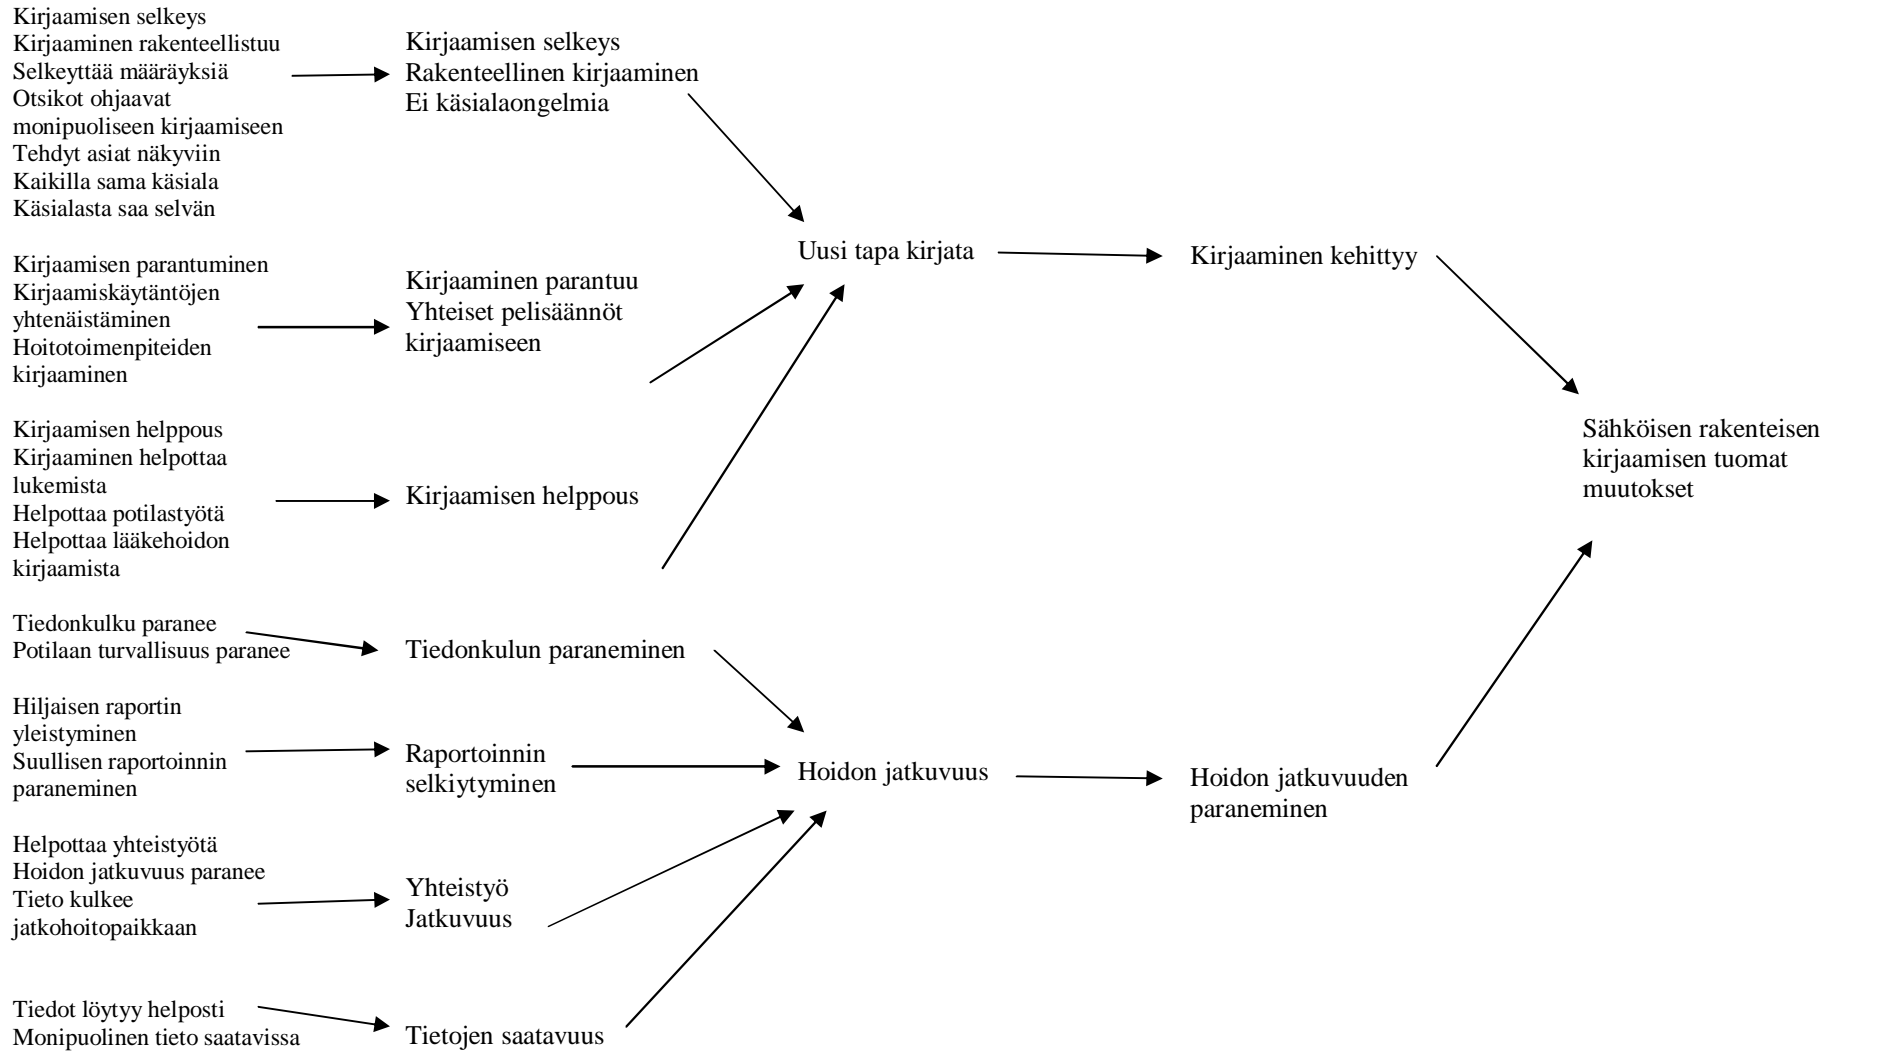 Kirjaamisen selkeys
Kirjaaminen rakenteellistuu
Selkeyttää määräyksiä
Otsikot ohjaavat
monipuoliseen kirjaamiseen
Tehdyt asiat näkyviin
Kaikilla sama käsiala
Käsialasta saa selvän
Kirjaamisen parantuminen
Kirjaamiskäytäntöjen
yhtenäistäminen
Hoitotoimenpiteiden
kirjaaminen
Kirjaamisen helppous
Kirjaaminen helpottaa
lukemista
Helpottaa potilastyötä
Helpottaa lääkehoidon
kirjaamista
Tiedonkulku paranee
Potilaan turvallisuus paranee
Hiljaisen raportin
yleistyminen
Suullisen raportoinnin
paraneminen
Helpottaa yhteistyötä
Hoidon jatkuvuus paranee
Tieto kulkee
jatkohoitopaikkaan
Tiedot löytyy helposti
Monipuolinen tieto saatavissa
Kirjaamisen selkeys
Rakenteellinen kirjaaminen
Ei käsialaongelmia
Kirjaaminen parantuu
Yhteiset pelisäännöt
kirjaamiseen
Kirjaamisen helppous
Tiedonkulun paraneminen
Raportoinnin
selkiytyminen
Yhteistyö
Jatkuvuus
Tietojen saatavuus
Uusi tapa kirjata
Hoidon jatkuvuus
Kirjaaminen kehittyy
Hoidon jatkuvuuden
paraneminen
Sähköisen rakenteisen
kirjaamisen tuomat
muutokset